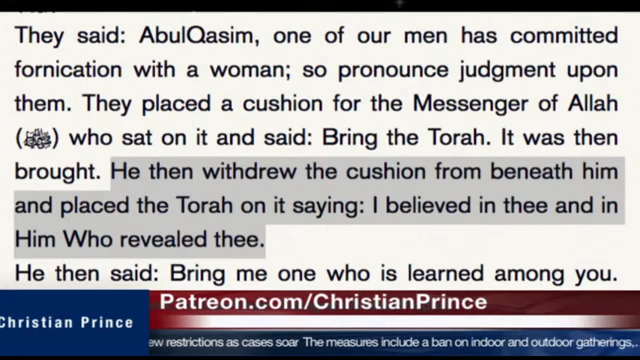 They said: AbulQasim, one of our men has committed
fornication with a woman; so pronounce judgment upon
them. They placed a cushion for the Messenger of Allah
(ﷺ) who sat on it and said: Bring the Torah. It was then
brought. He then withdrew the cushion from beneath him
and placed the Torah on it saying: I believed in thee and in
Him Who revealed thee.
He then said: Bring me one who is learned among you.
Patreon.com/ChristianPrince
Christian Prince
ew restrictions as cases soar The measures include a ban on indoor and outdoor gatherings,..